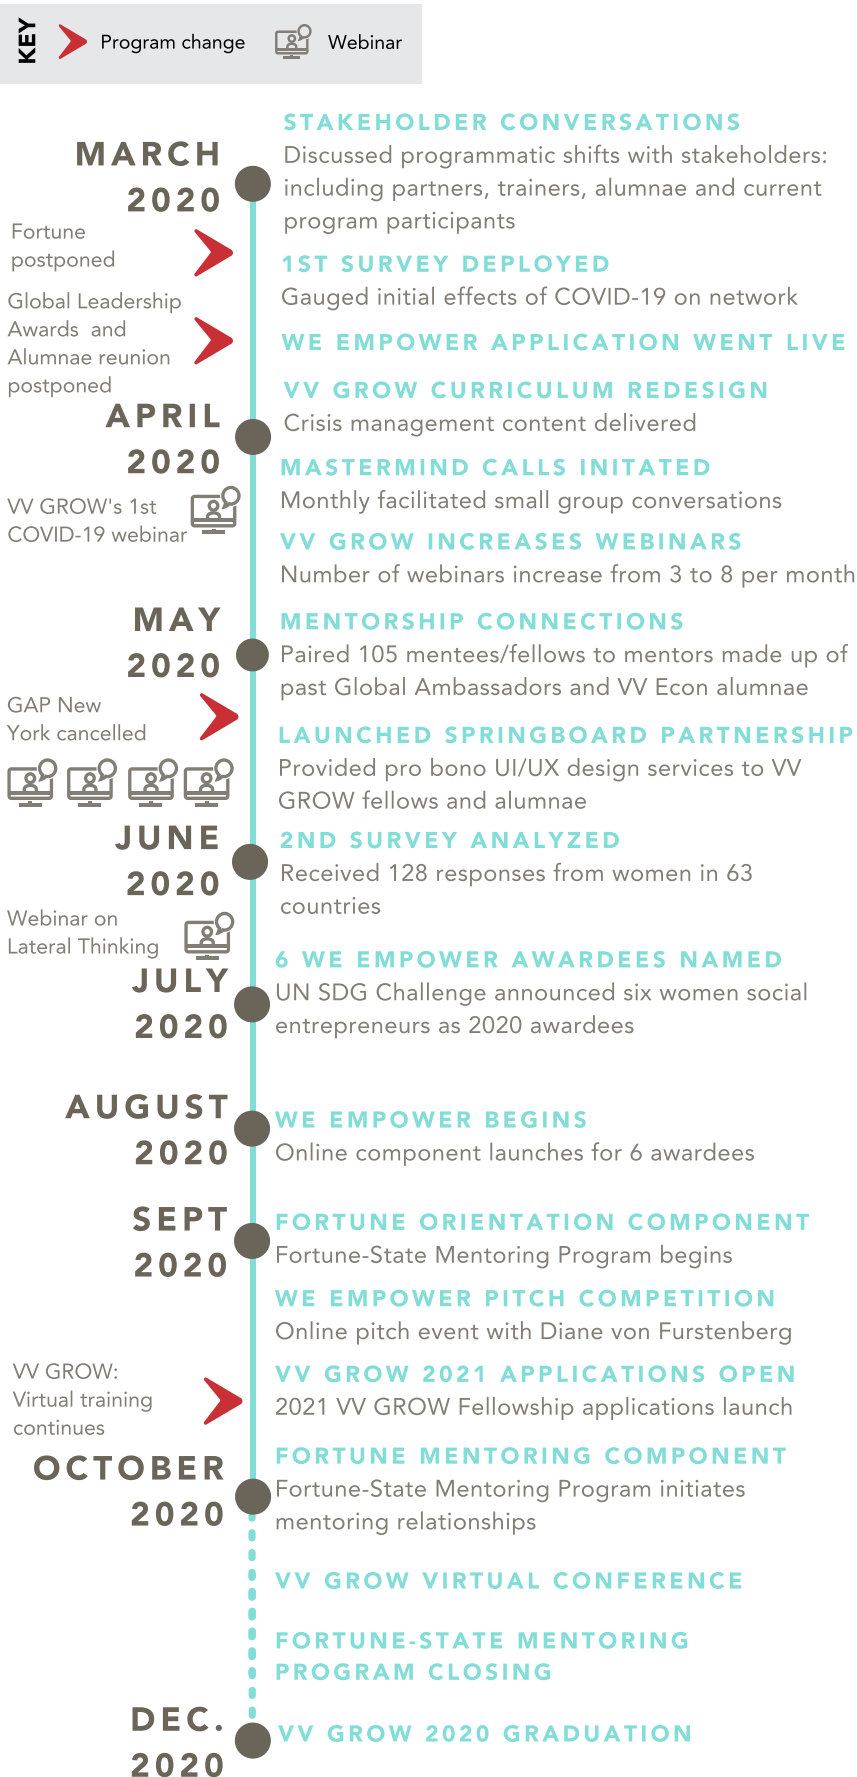 KEY
Program change
Webinar
MARCH
2020
STAKEHOLDER CONVERSATIONS
Discussed programmatic shifts with stakeholders:
including partners, trainers, alumnae and current
program participants
Fortune
postponed
1ST SURVEY DEPLOYED
Gauged initial effects of COVID-19 on network
Global Leadership
Awards and
Alumnae reunion
postponed
WE EMPOWER APPLICATION WENT LIVE
APRIL
2020
VV GROW CURRICULUM REDESIGN
Crisis management content delivered
MASTERMIND CALLS INITATED
Monthly facilitated small group conversations
VV GROW's 1st
COVID-19 webinar
VV GROW INCREASES WEBINARS
Number of webinars increase from 3 to 8 per month
MAY
2020
MENTORSHIP CONNECTIONS
Paired 105 mentees/fellows to mentors made up of
past Global Ambassadors and VV Econ alumnae
GAP New
York cancelled
LAUNCHED SPRINGBOARD PARTNERSHIP
Provided pro bono UI/UX design services to VV
GROW fellows and alumnae
JUNE
2020
2ND SURVEY ANALYZED
Received 128 responses from women in 63
countries
Webinar on
Lateral Thinking
JULY
2020
6 WE EMPOWER AWARDEES NAMED
UN SDG Challenge announced six women social
entrepreneurs as 2020 awardees
AUGUST
2020
WE EMPOWER BEGINS
Online component launches for 6 awardees
SEPT
2020
FORTUNE ORIENTATION COMPONENT
Fortune-State Mentoring Program begins
WE EMPOWER PITCH COMPETITION
Online pitch event with Diane von Furstenberg
VV GROW:
Virtual training
continues
VV GROW 2021 APPLICATIONS OPEN
2021 VV GROW Fellowship applications launch
OCTOBER
2020
FORTUNE MENTORING COMPONENT
Fortune-State Mentoring Program initiates
mentoring relationships
VV GROW VIRTUAL CONFERENCE
FORTUNE-STATE MENTORING
PROGRAM CLOSING
DEC.
2020
VV GROW 2020 GRADUATION